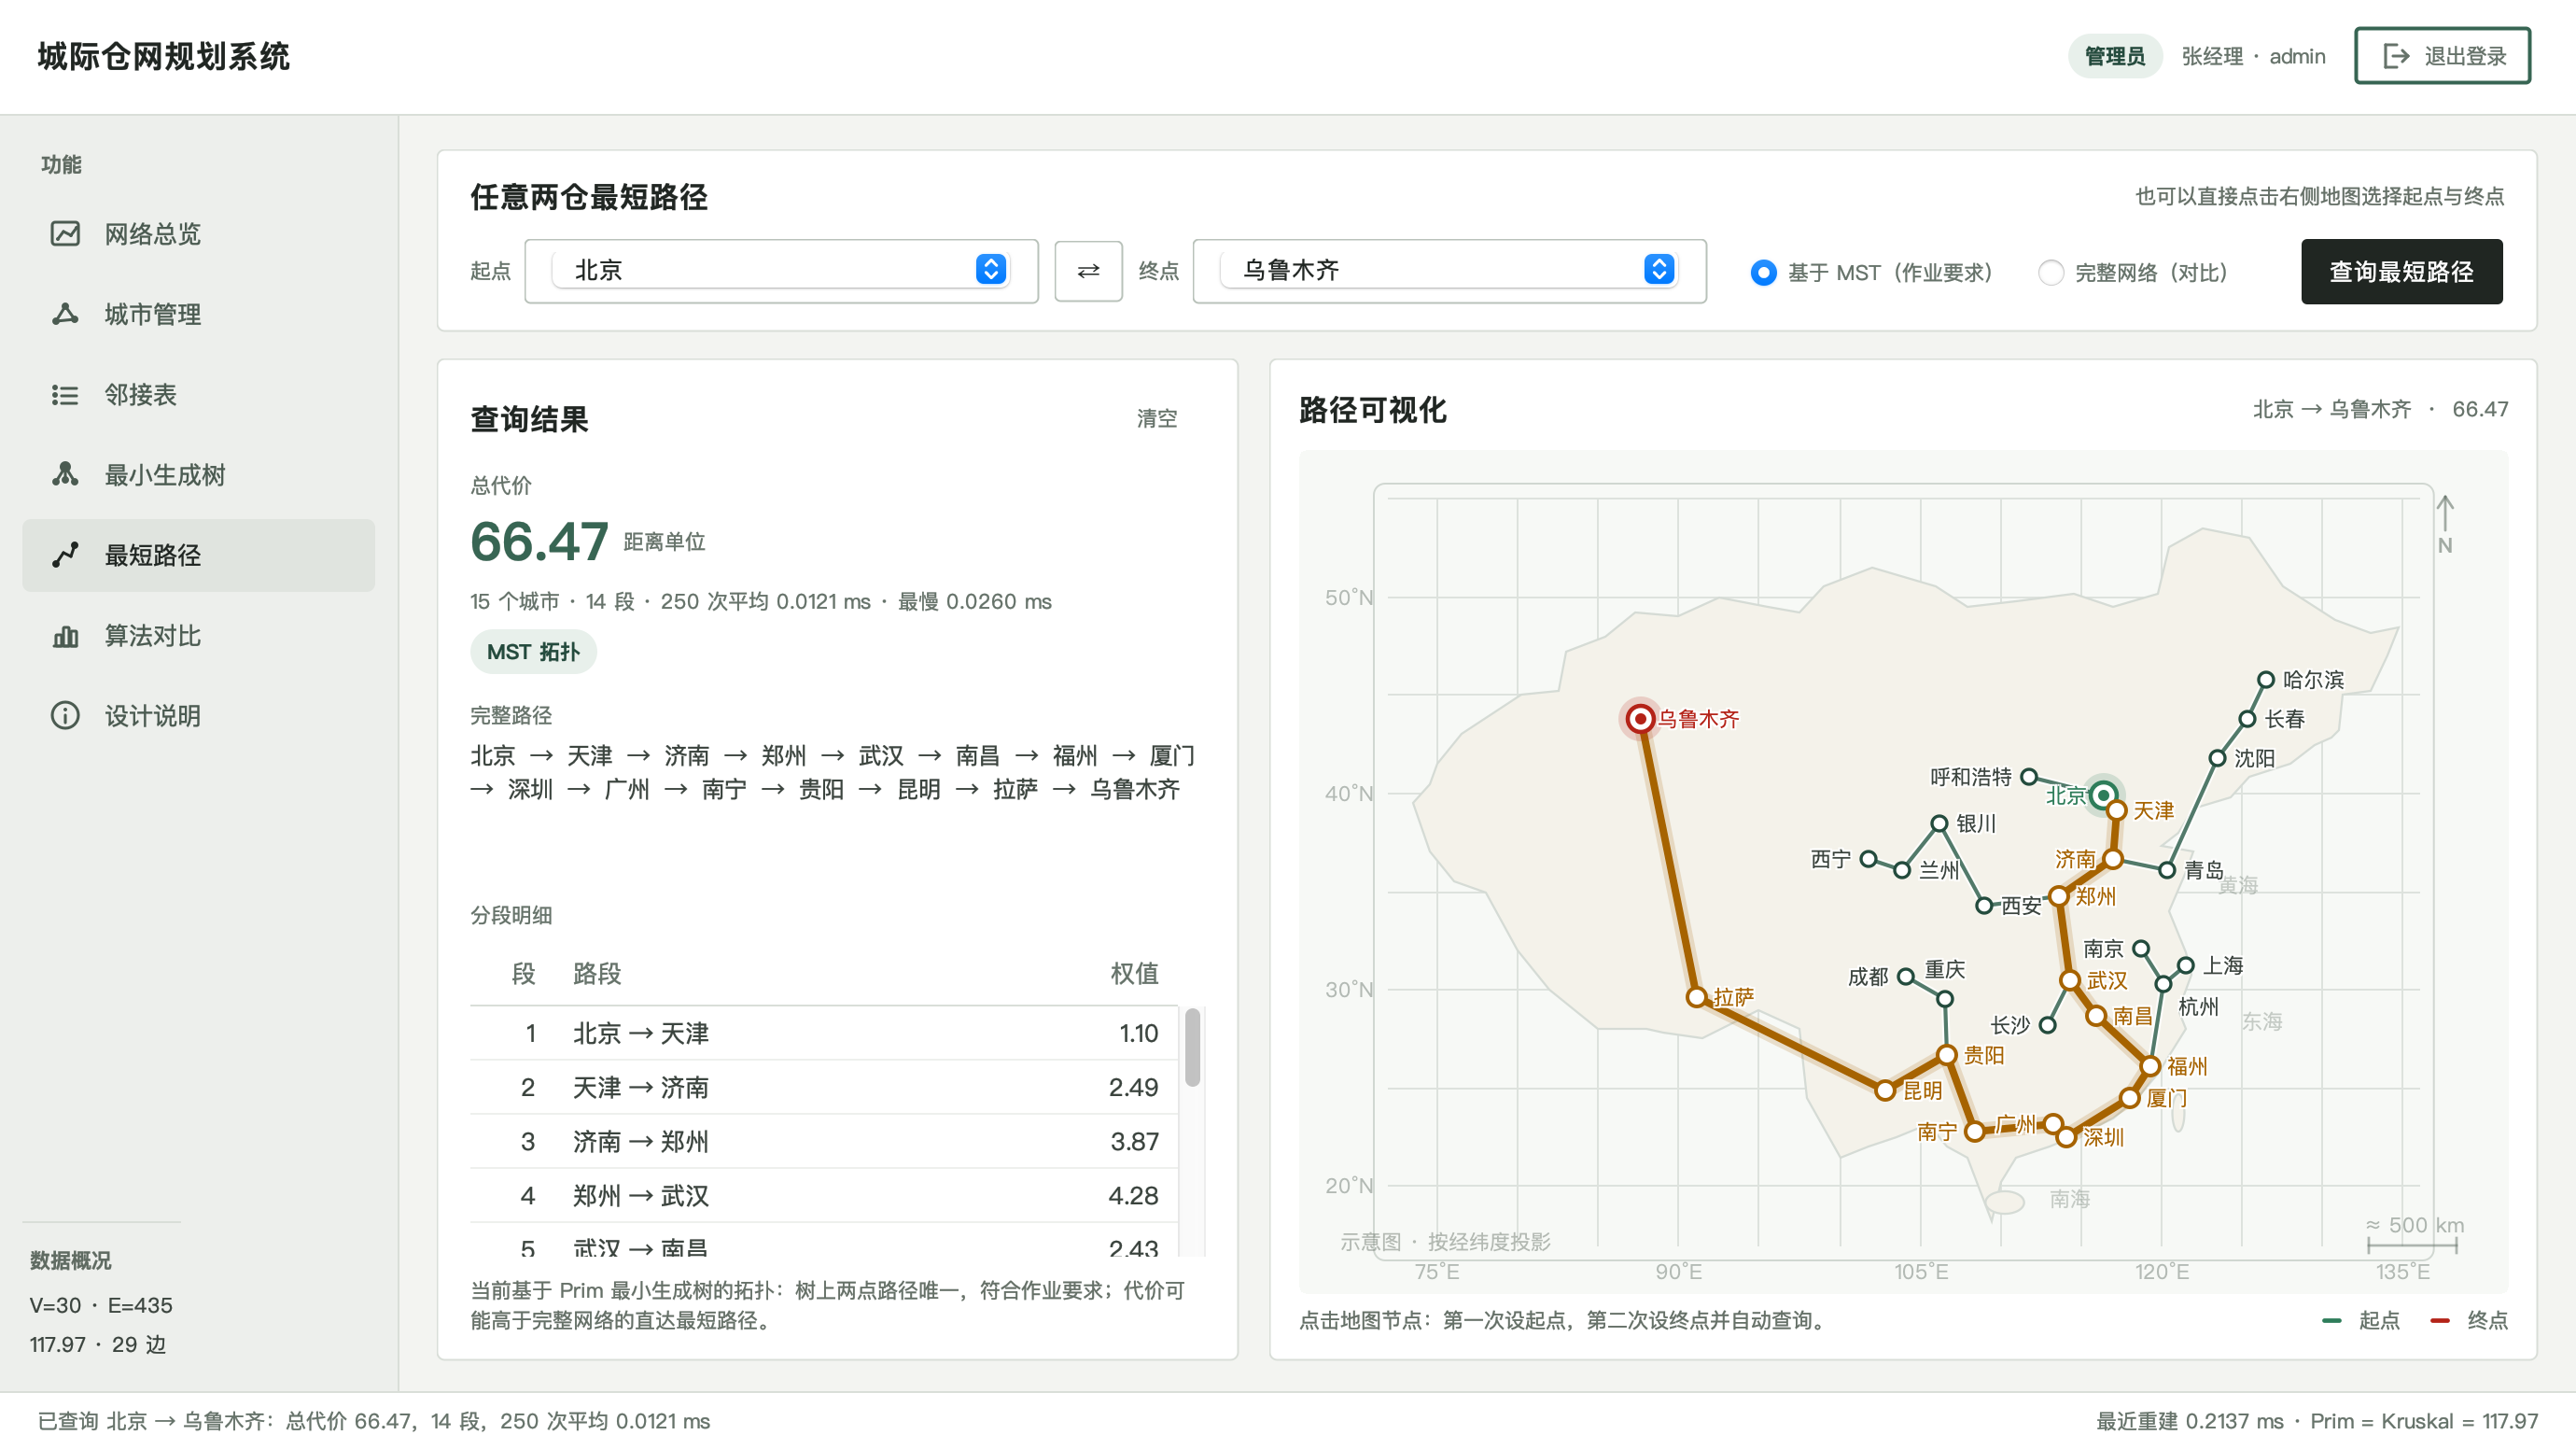 城际仓网规划系统
管理员 张经理 · admin 退出登录
功能
网络总览
城市管理
邻接表
最小生成树
最短路径
算法对比
设计说明
数据概况
V=30 · E=435
117.97 · 29 边
任意两仓最短路径
也可以直接点击右侧地图选择起点与终点
起点 北京 ⇄ 终点 乌鲁木齐 基于 MST（作业要求） 完整网络（对比） 查询最短路径
查询结果
清空
总代价
66.47 距离单位
15 个城市 · 14 段 · 250 次平均 0.0121 ms · 最慢 0.0260 ms
MST 拓扑
完整路径
北京 → 天津 → 济南 → 郑州 → 武汉 → 南昌 → 福州 → 厦门
→ 深圳 → 广州 → 南宁 → 贵阳 → 昆明 → 拉萨 → 乌鲁木齐
分段明细
段 路段 权值
1 北京 → 天津 1.10
2 天津 → 济南 2.49
3 济南 → 郑州 3.87
4 郑州 → 武汉 4.28
5 武汉 → 南昌 2.43
当前基于 Prim 最小生成树的拓扑：树上两点路径唯一，符合作业要求；代价可
能高于完整网络的直达最短路径。
路径可视化
北京 → 乌鲁木齐 · 66.47
N
50°N
40°N
30°N
20°N
哈尔滨
乌鲁木齐
长春
沈阳
呼和浩特
北京
天津
银川
西宁
兰州
济南
青岛
黄海
郑州
西安
南京
上海
成都
重庆
武汉
拉萨
杭州
南昌
长沙
东海
贵阳
福州
昆明
厦门
南宁
广州
深圳
南海
≈ 500 km
示意图 · 按经纬度投影
75°E 90°E 105°E 120°E 135°E
点击地图节点：第一次设起点，第二次设终点并自动查询。
起点 终点
已查询 北京 → 乌鲁木齐：总代价 66.47，14 段，250 次平均 0.0121 ms
最近重建 0.2137 ms · Prim = Kruskal = 117.97